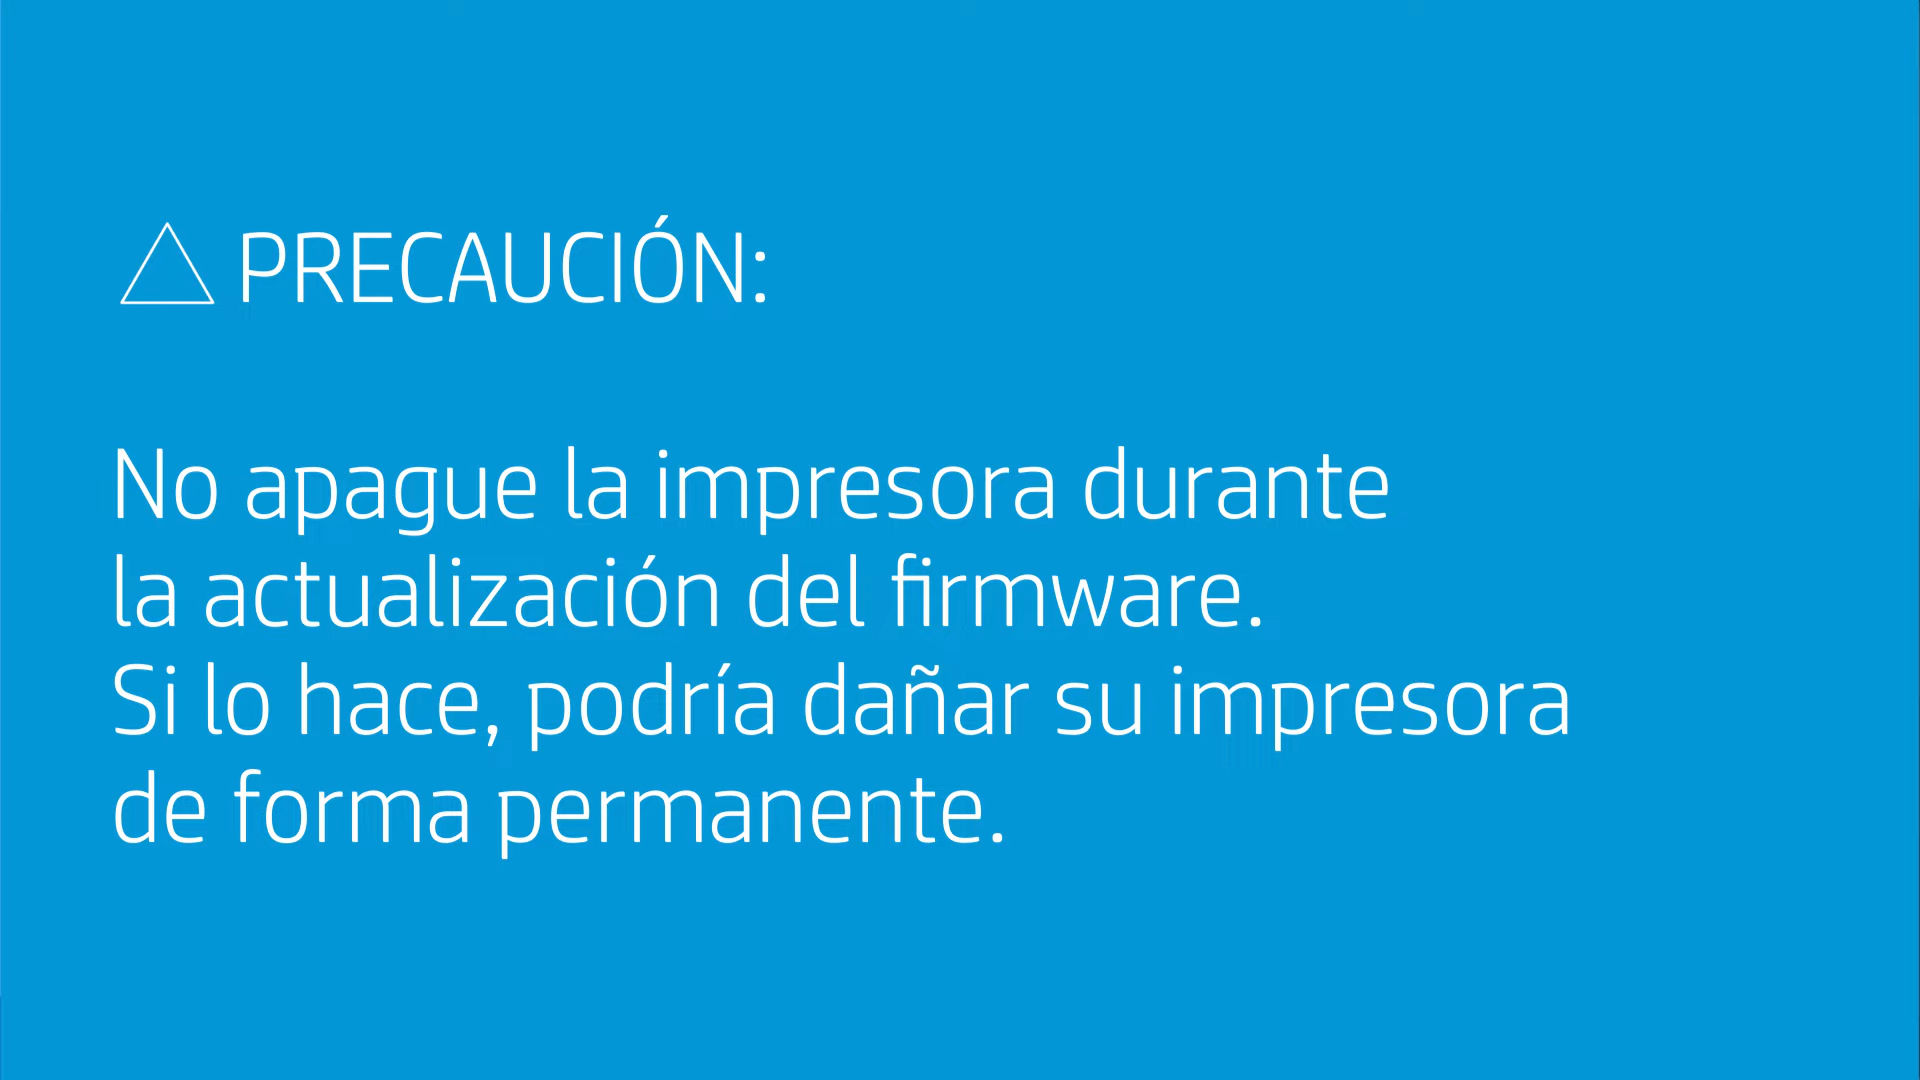 PRECAUCIÓN:
No apague la impresora durante
la actualización del firmware.
Si lo hace, podría dañar su impresora
de forma permanente.